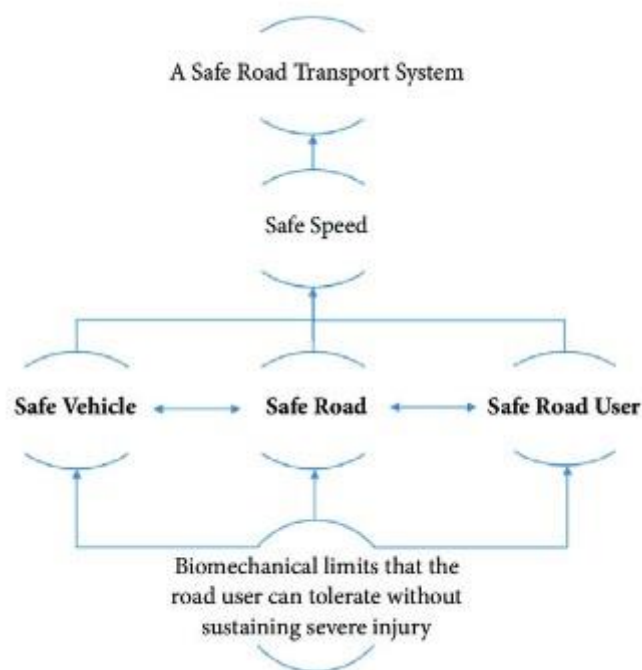 A Safe Road Transport System
Safe Speed
Safe Vehicle
Safe Road
Safe Road User
Biomechanical limits that the
road user can tolerate without
sustaining severe injury